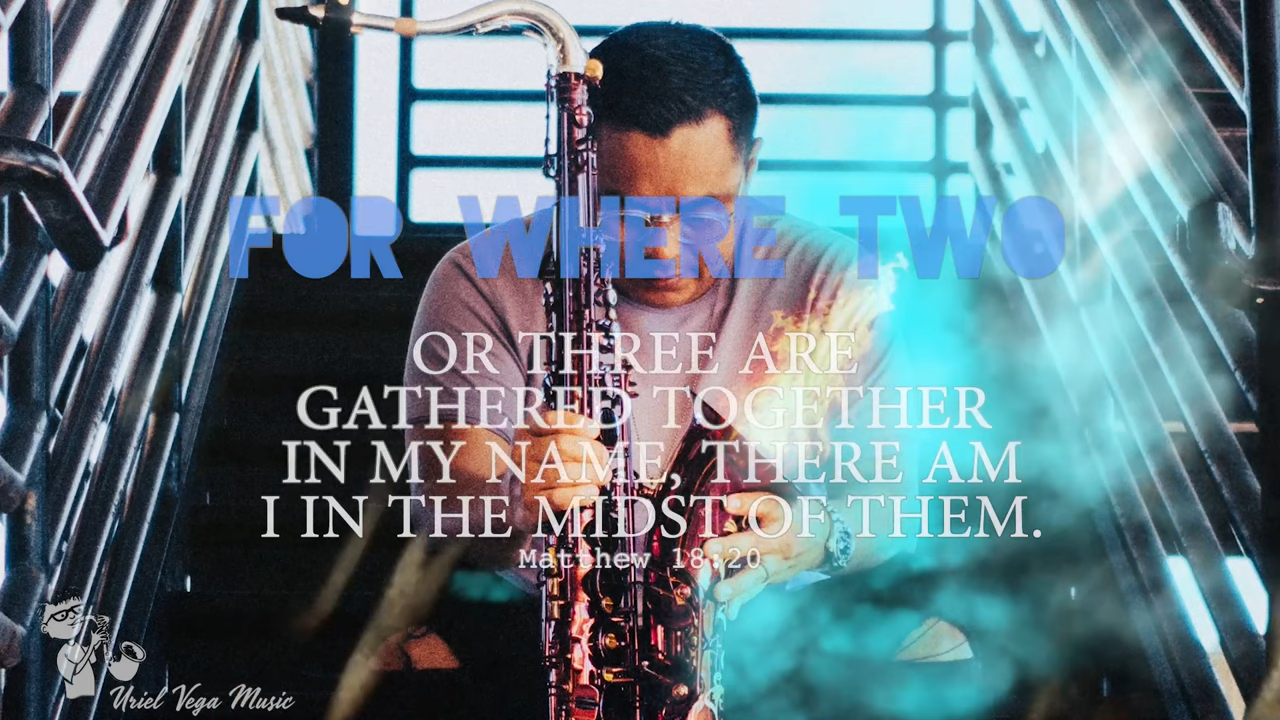 FOR WHERE TWO
OR THREE ARE
GATHERED TOGETHER
IN MY NAME, THERE AM
I IN THE MIDST OF THEM.
Matthew 18:20
Uriel Vega Music